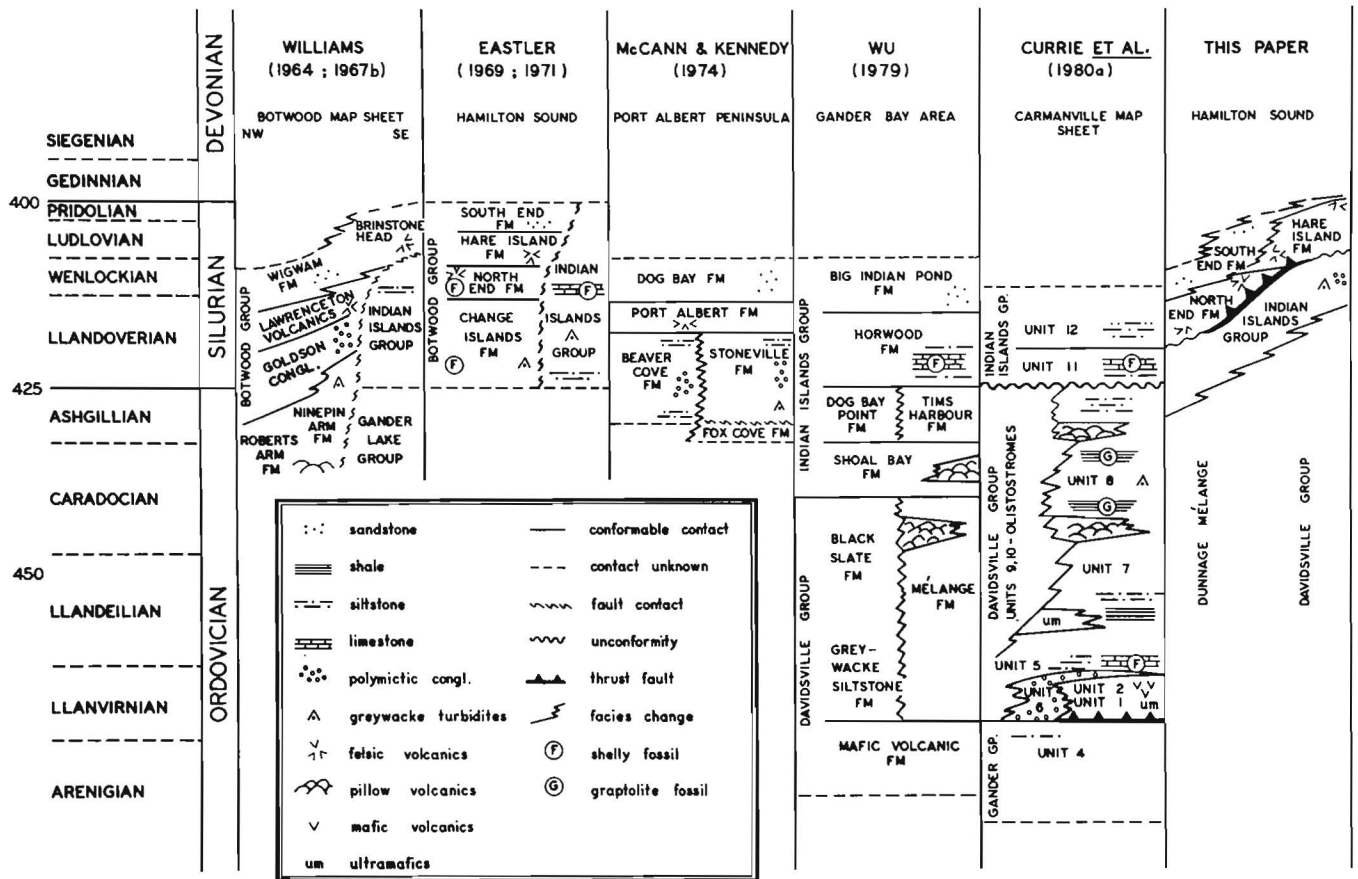 WILLIAMS
(1964 ; 1967b)
BOTWOOD MAP SHEET
NW SE
EASTLER
(1969 ; 1971)
HAMILTON SOUND
McCANN & KENNEDY
(1974)
PORT ALBERT PENINSULA
WU
(1979)
GANDER BAY AREA
CURRIE ET AL.
(1980a)
CARMANVILLE MAP
SHEET
THIS PAPER
HAMILTON SOUND
DEVONIAN
SILURIAN
ORDOVICIAN
SIEGENIAN
GEDINNIAN
400
PRIDOLIAN
LUDLOVIAN
WENLOCKIAN
LLANDOVERIAN
425
ASHGILLIAN
CARADOCIAN
450
LLANDEILIAN
LLANVIRNIAN
ARENIGIAN
BOTWOOD GROUP
BRINSTONE
HEAD
WIGWAM
FM
LAWRENCETON
VOLCANICS
GOLDSON
CONGL.
INDIAN
ISLANDS
GROUP
NINEPIN
ARM
FM
ROBERTS
ARM
FM
GANDER
LAKE
GROUP
BOTWOOD GROUP
SOUTH END
FM
HARE ISLAND
FM
NORTH
END FM
F
CHANGE
ISLANDS
FM
F
INDIAN
F
ISLANDS
GROUP
DOG BAY FM
PORT ALBERT FM
BEAVER
COVE
FM
STONEVILLE
FM
FOX COVE FM
INDIAN ISLANDS GROUP
BIG INDIAN POND
FM
HORWOOD
FM
F
DOG BAY
POINT
FM
TIMS
HARBOUR
FM
SHOAL BAY
FM
DAVIDSVILLE GROUP
BLACK
SLATE
FM
MÉLANGE
FM
GREY-
WACKE
SILTSTONE
FM
MAFIC VOLCANIC
FM
INDIAN
ISLANDS GP.
UNIT 12
UNIT 11
F
DAVIDSVILLE GROUP
UNITS 9,10 - OLISTOSTROMES
G
UNIT 8
G
UNIT 7
um
UNIT 5
F
UNIT
6
UNIT 2
UNIT 1
um
GANDER GP.
UNIT 4
HARE
ISLAND
FM
SOUTH
END FM
NORTH
END FM
INDIAN
ISLANDS
GROUP
DUNNAGE MÉLANGE
DAVIDSVILLE GROUP
sandstone
shale
siltstone
limestone
polymictic congl.
greywacke turbidites
felsic volcanics
pillow volcanics
mafic volcanics
um ultramafics
conformable contact
contact unknown
fault contact
unconformity
thrust fault
facies change
F shelly fossil
G graptolite fossil